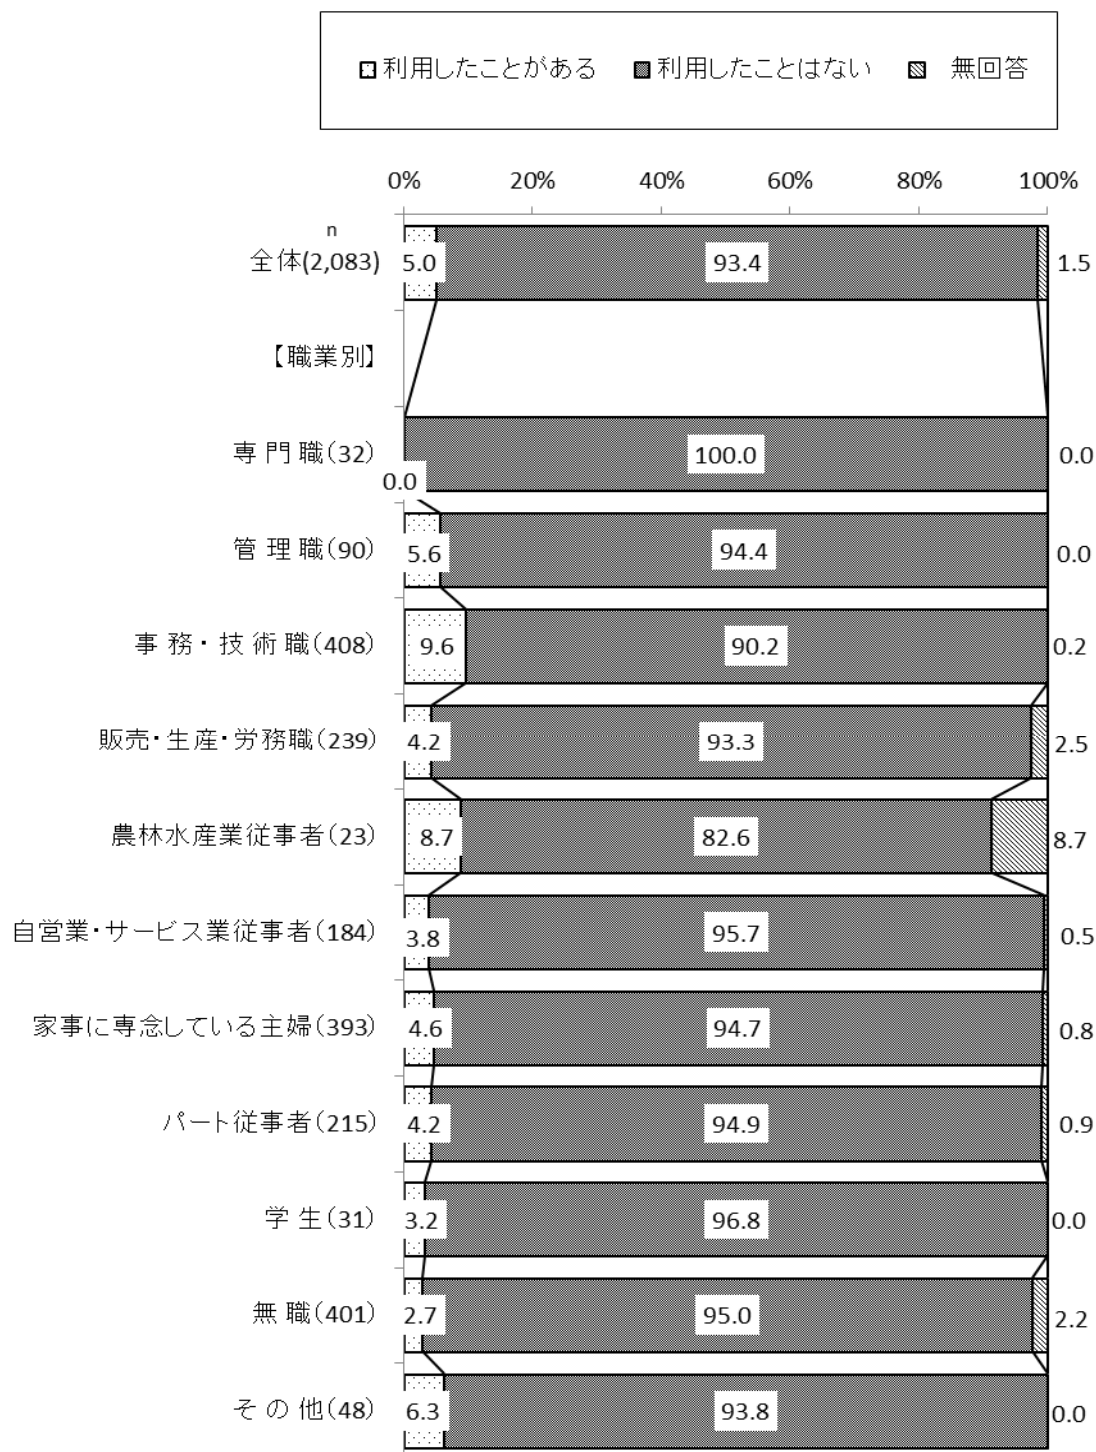 利用したことがある 利用したことはない 無回答
0% 20% 40% 60% 80% 100%
n
全体(2,083) 5.0 93.4 1.5
【職業別】
専 門 職(32) 0.0 100.0 0.0
管 理 職(90) 5.6 94.4 0.0
事 務・技 術 職(408) 9.6 90.2 0.2
販売・生産・労務職(239) 4.2 93.3 2.5
農林水産業従事者(23) 8.7 82.6 8.7
自営業・サービス業従事者(184) 3.8 95.7 0.5
家事に専念している主婦(393) 4.6 94.7 0.8
パート従事者(215) 4.2 94.9 0.9
学 生(31) 3.2 96.8 0.0
無 職(401) 2.7 95.0 2.2
そ の 他(48) 6.3 93.8 0.0